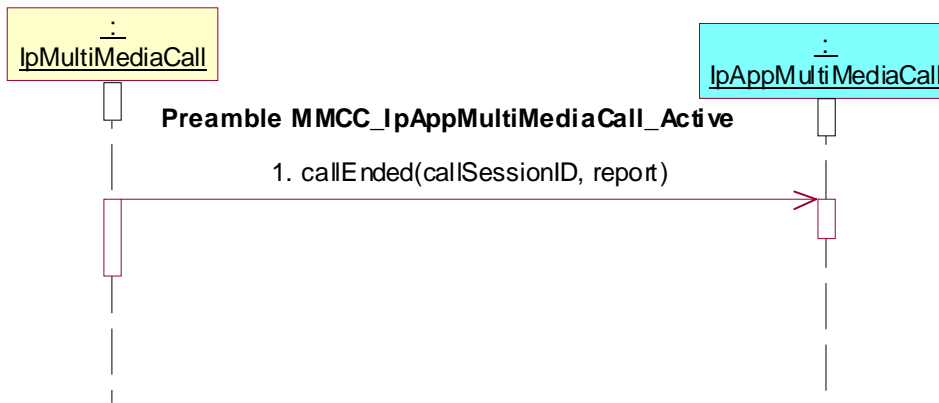 :
IpMultiMediaCall
:
IpAppMultiMediaCall
Preamble MMCC_IpAppMultiMediaCall_Active
1. callEnded(callSessionID, report)